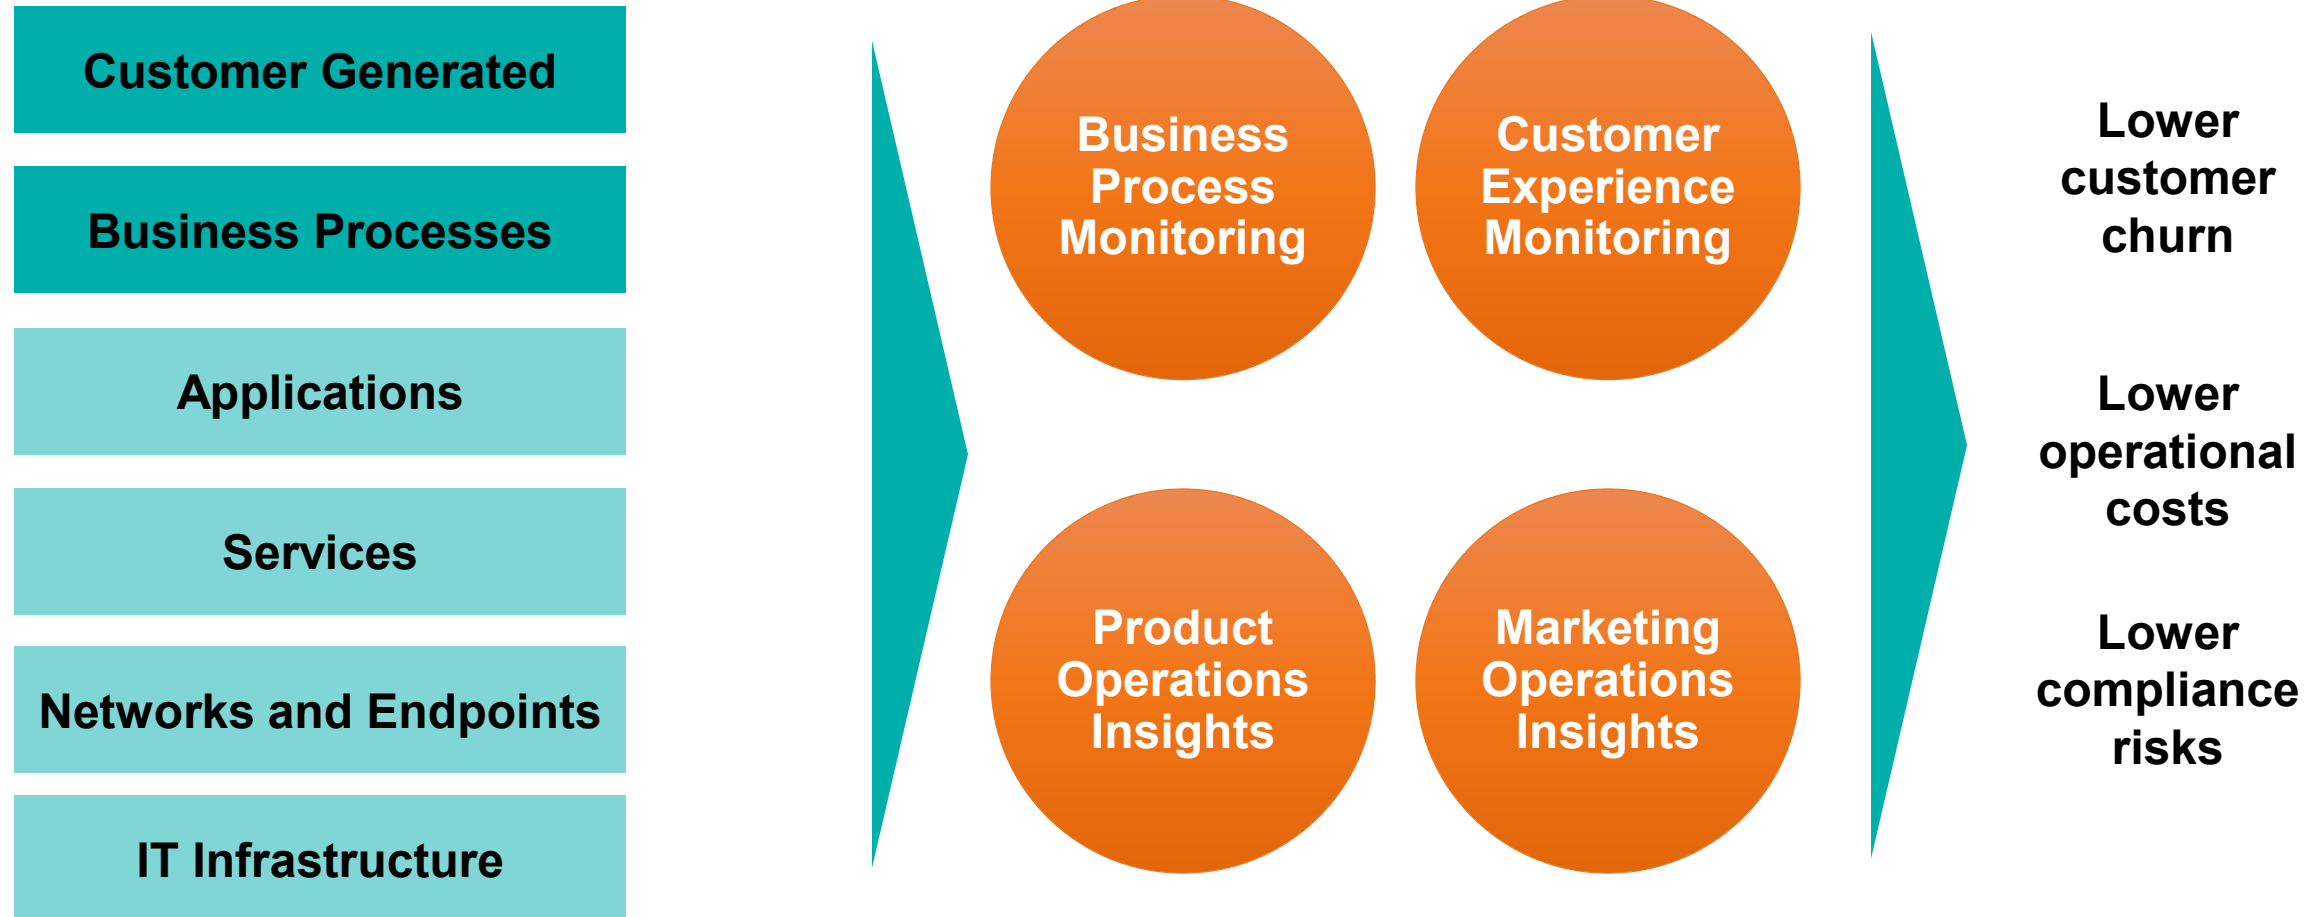 Customer Generated
Business Processes
Applications
Services
Networks and Endpoints
IT Infrastructure
Business
Process
Monitoring
Customer
Experience
Monitoring
Product
Operations
Insights
Marketing
Operations
Insights
Lower
customer
churn
Lower
operational
costs
Lower
compliance
risks